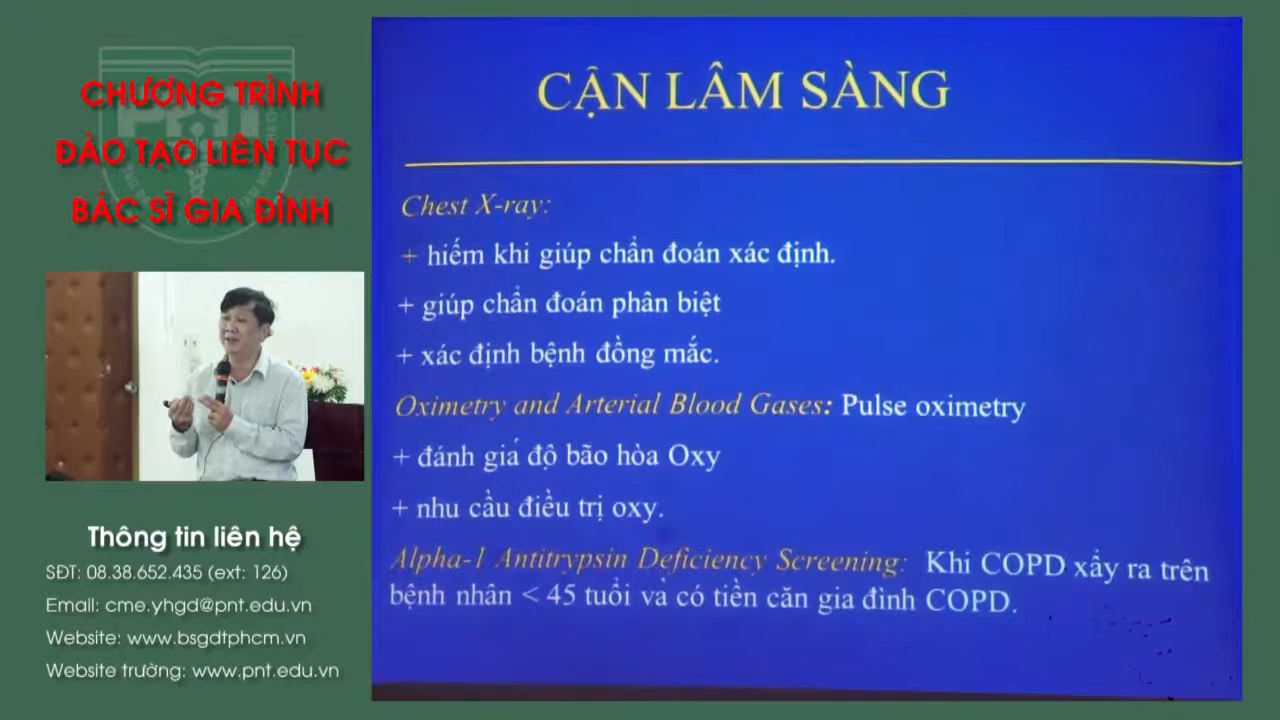 CHƯƠNG TRÌNH
ĐÀO TẠO LIÊN TỤC
BÁC SĨ GIA ĐÌNH
Thông tin liên hệ
SĐT: 08.38.652.435 (ext: 126)
Email: cme.yhgd@pnt.edu.vn
Website: www.bsgdtphcm.vn
Website trường: www.pnt.edu.vn
CẬN LÂM SÀNG
Chest X-ray:
+ hiếm khi giúp chẩn đoán xác định.
+ giúp chẩn đoán phân biệt
+ xác định bệnh đồng mắc.
Oximetry and Arterial Blood Gases: Pulse oximetry
+ đánh giá độ bão hòa Oxy
+ nhu cầu điều trị oxy.
Alpha-1 Antitrypsin Deficiency Screening: Khi COPD xẩy ra trên
bệnh nhân < 45 tuổi và có tiền căn gia đình COPD.